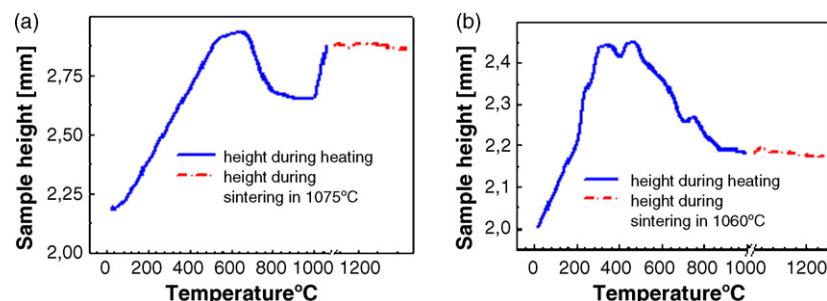 (a)
Sample height [mm]
2,75
2,50
2,25
2,00
height during heating
height during
sintering in 1075ºC
0 200 400 600 800 1000 1200
TemperatureºC
(b)
Sample height [mm]
2,4
2,3
2,2
2,1
2,0
height during heating
height during
sintering in 1060ºC
0 200 400 600 800 1000 1200
TemperatureºC